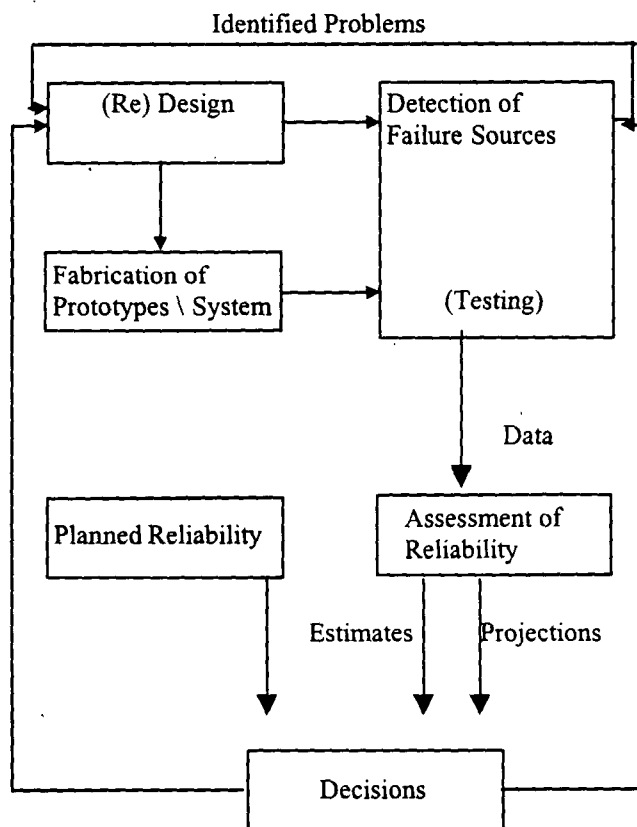 Identified Problems
(Re) Design
Detection of
Failure Sources
Fabrication of
Prototypes \ System
(Testing)
Data
Planned Reliability
Assessment of
Reliability
Estimates
Projections
Decisions